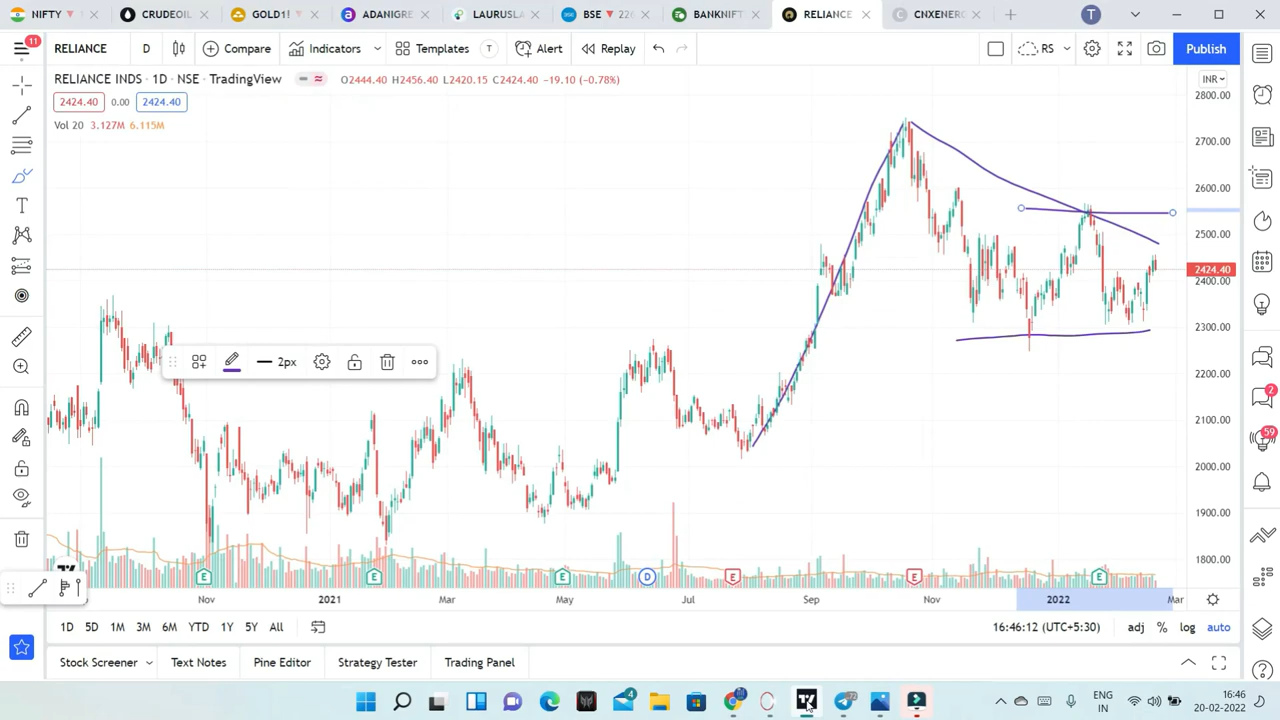 NIFTY
CRUDEOIL
GOLD1!
ADANIGRE
LAURUSLA
BSE ▼ 226
BANKNIFT
RELIANCE
CNXENERG
T
11
RELIANCE
D
Compare
Indicators
Templates
T
Alert
Replay
RS
Publish
RELIANCE INDS · 1D · NSE · TradingView
O2444.40 H2456.40 L2420.15 C2424.40 −19.10 (−0.78%)
INR
2424.40 0.00 2424.40
Vol 20 3.127M 6.115M
2800.00
2700.00
2600.00
2500.00
2424.40
2400.00
2300.00
2200.00
2100.00
2000.00
1900.00
1800.00
2px
2
59
E
E
E
D
E
E
E
Nov
2021
Mar
May
Jul
Sep
Nov
2022
Mar
1D 5D 1M 3M 6M YTD 1Y 5Y All
16:46:12 (UTC+5:30)
adj % log auto
Stock Screener
Text Notes
Pine Editor
Strategy Tester
Trading Panel
4
ENG
IN
16:46
20-02-2022